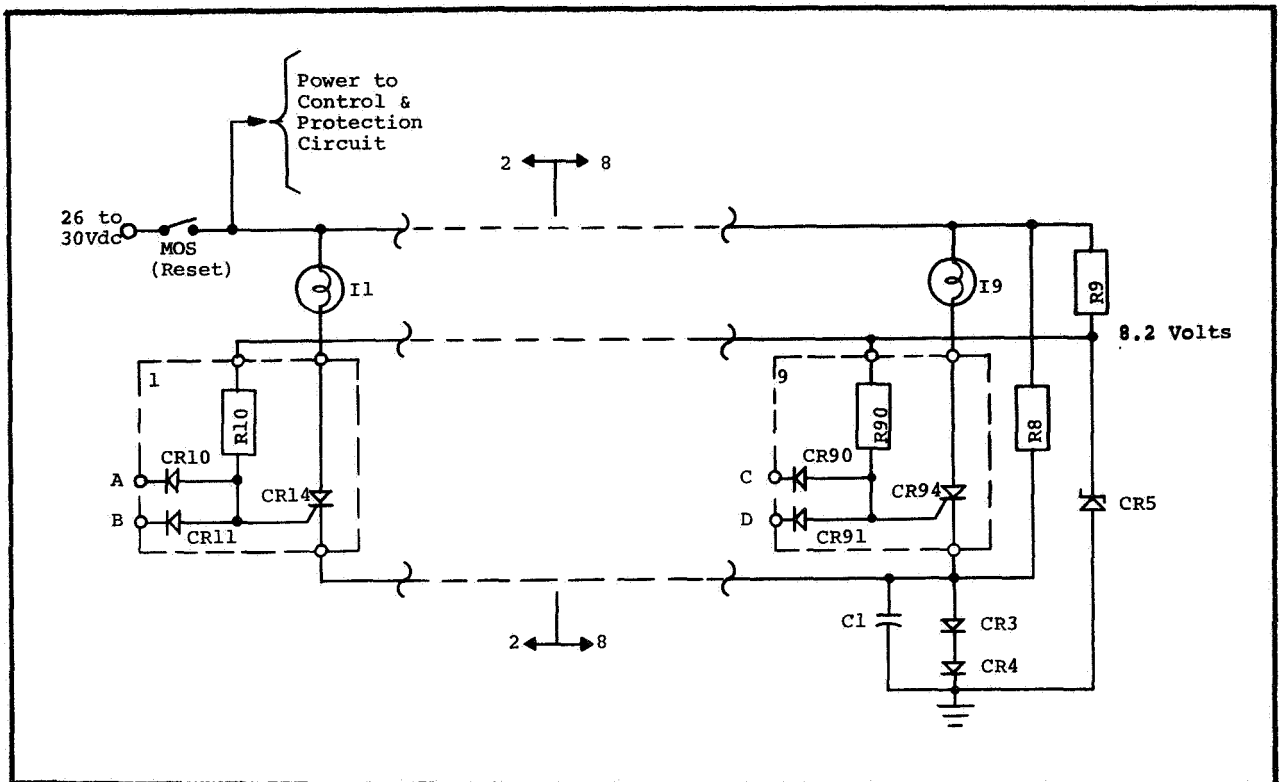 Power to
Control &
Protection
Circuit
2
8
26 to
30Vdc
MOS
(Reset)
I1
I9
R9
8.2 Volts
1
R10
CR10
A
CR14
B
CR11
9
R90
R8
CR90
C
CR94
D
CR91
CR5
C1
CR3
2
8
CR4